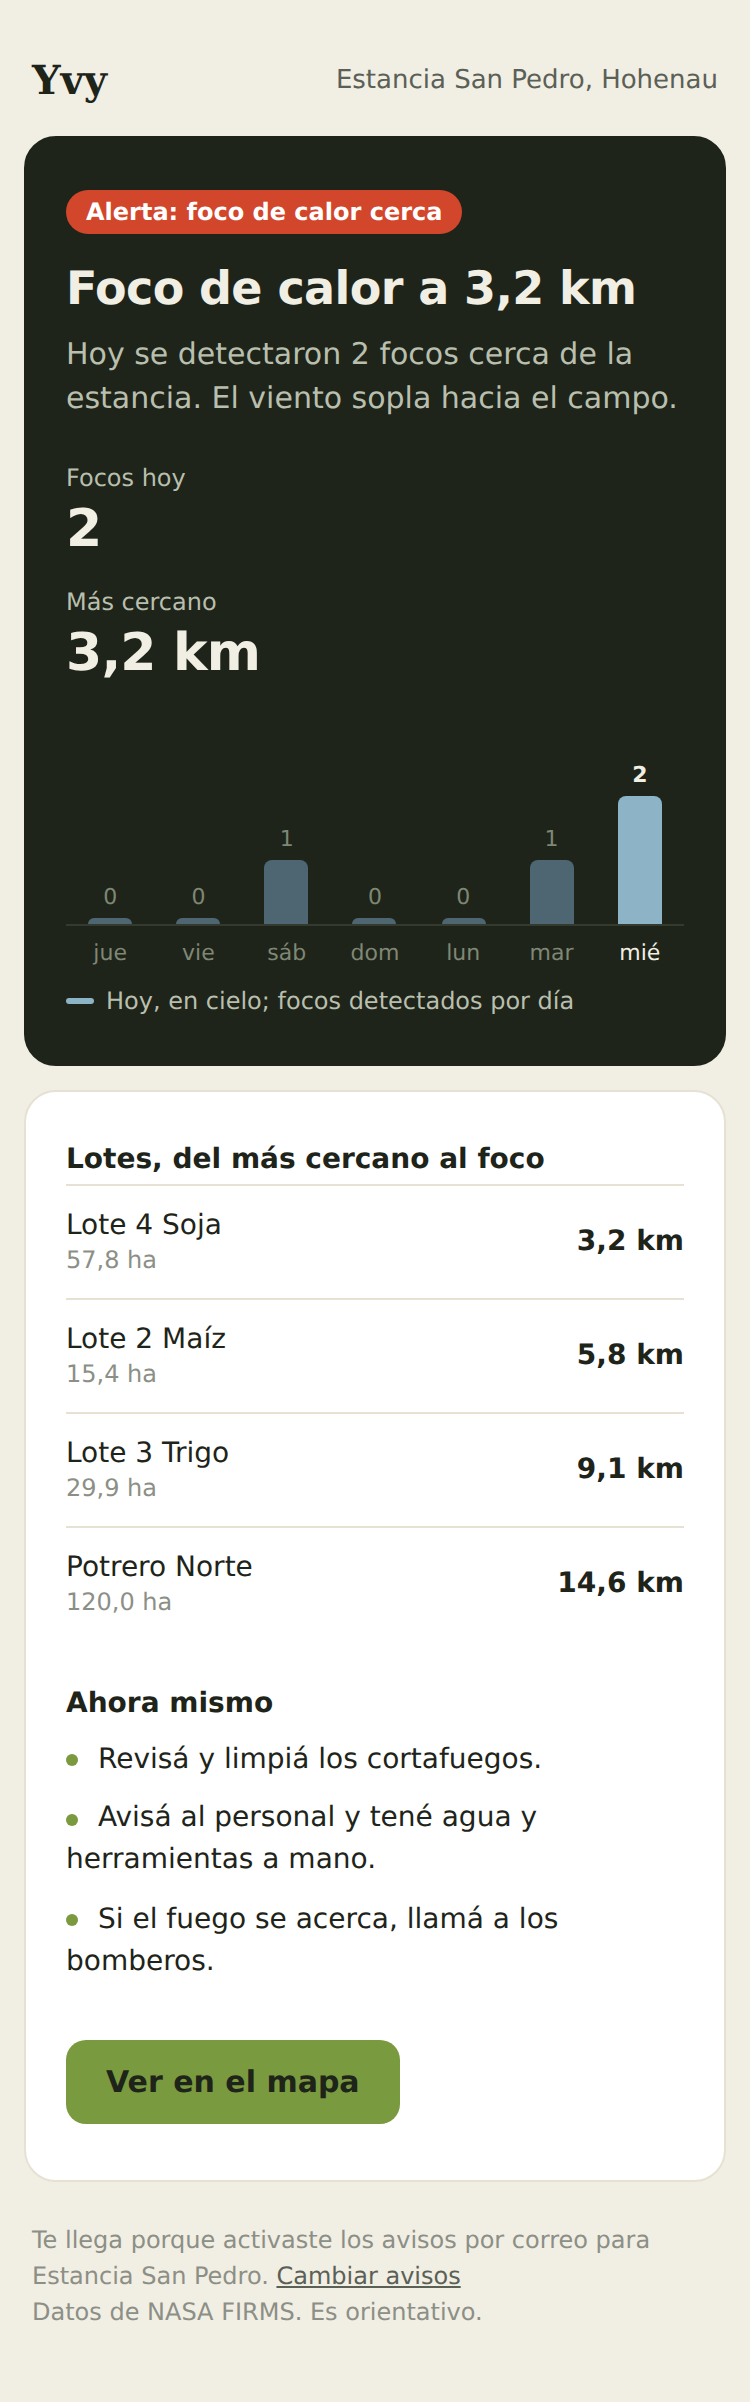 Yvy
Estancia San Pedro, Hohenau
Alerta: foco de calor cerca
Foco de calor a 3,2 km
Hoy se detectaron 2 focos cerca de la
estancia. El viento sopla hacia el campo.
Focos hoy
2
Más cercano
3,2 km
0 0 1 0 0 1 2
jue vie sáb dom lun mar mié
Hoy, en cielo; focos detectados por día
Lotes, del más cercano al foco
Lote 4 Soja
57,8 ha
3,2 km
Lote 2 Maíz
15,4 ha
5,8 km
Lote 3 Trigo
29,9 ha
9,1 km
Potrero Norte
120,0 ha
14,6 km
Ahora mismo
Revisá y limpiá los cortafuegos.
Avisá al personal y tené agua y
herramientas a mano.
Si el fuego se acerca, llamá a los
bomberos.
Ver en el mapa
Te llega porque activaste los avisos por correo para
Estancia San Pedro. Cambiar avisos
Datos de NASA FIRMS. Es orientativo.